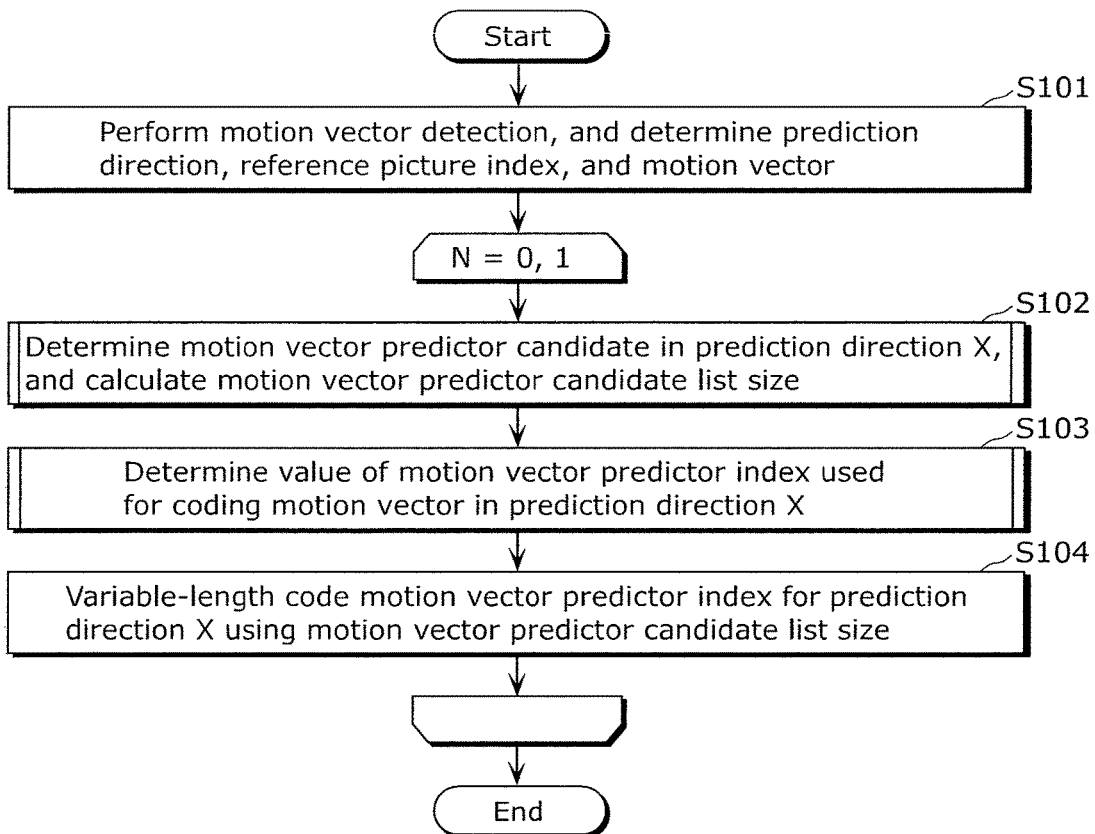 Start
S101
Perform motion vector detection, and determine prediction
direction, reference picture index, and motion vector
N = 0, 1
S102
Determine motion vector predictor candidate in prediction direction X,
and calculate motion vector predictor candidate list size
S103
Determine value of motion vector predictor index used
for coding motion vector in prediction direction X
S104
Variable-length code motion vector predictor index for prediction
direction X using motion vector predictor candidate list size
End